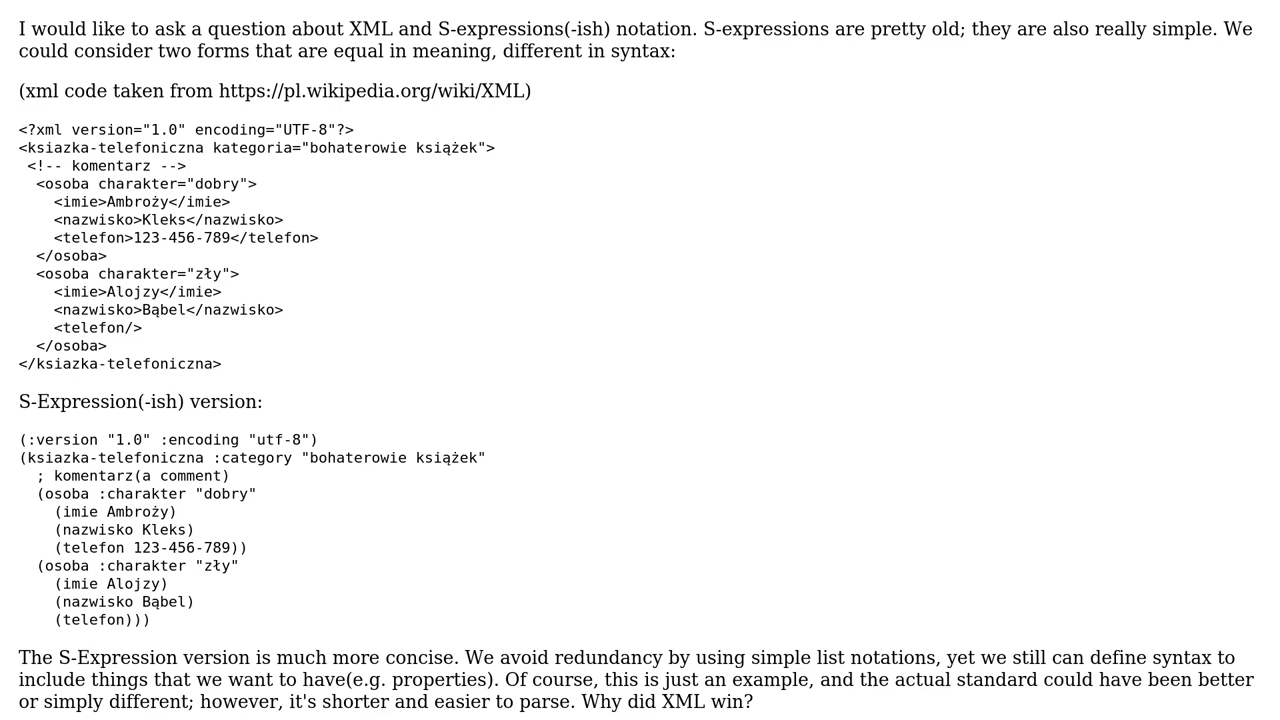 I would like to ask a question about XML and S-expressions(-ish) notation. S-expressions are pretty old; they are also really simple. We
could consider two forms that are equal in meaning, different in syntax:
(xml code taken from https://pl.wikipedia.org/wiki/XML)
<?xml version="1.0" encoding="UTF-8"?>
<ksiazka-telefoniczna kategoria="bohaterowie książek">
 <!-- komentarz -->
  <osoba charakter="dobry">
    <imie>Ambroży</imie>
    <nazwisko>Kleks</nazwisko>
    <telefon>123-456-789</telefon>
  </osoba>
  <osoba charakter="zły">
    <imie>Alojzy</imie>
    <nazwisko>Bąbel</nazwisko>
    <telefon/>
  </osoba>
</ksiazka-telefoniczna>
S-Expression(-ish) version:
(:version "1.0" :encoding "utf-8")
(ksiazka-telefoniczna :category "bohaterowie książek"
  ; komentarz(a comment)
  (osoba :charakter "dobry"
    (imie Ambroży)
    (nazwisko Kleks)
    (telefon 123-456-789))
  (osoba :charakter "zły"
    (imie Alojzy)
    (nazwisko Bąbel)
    (telefon)))
The S-Expression version is much more concise. We avoid redundancy by using simple list notations, yet we still can define syntax to
include things that we want to have(e.g. properties). Of course, this is just an example, and the actual standard could have been better
or simply different; however, it's shorter and easier to parse. Why did XML win?